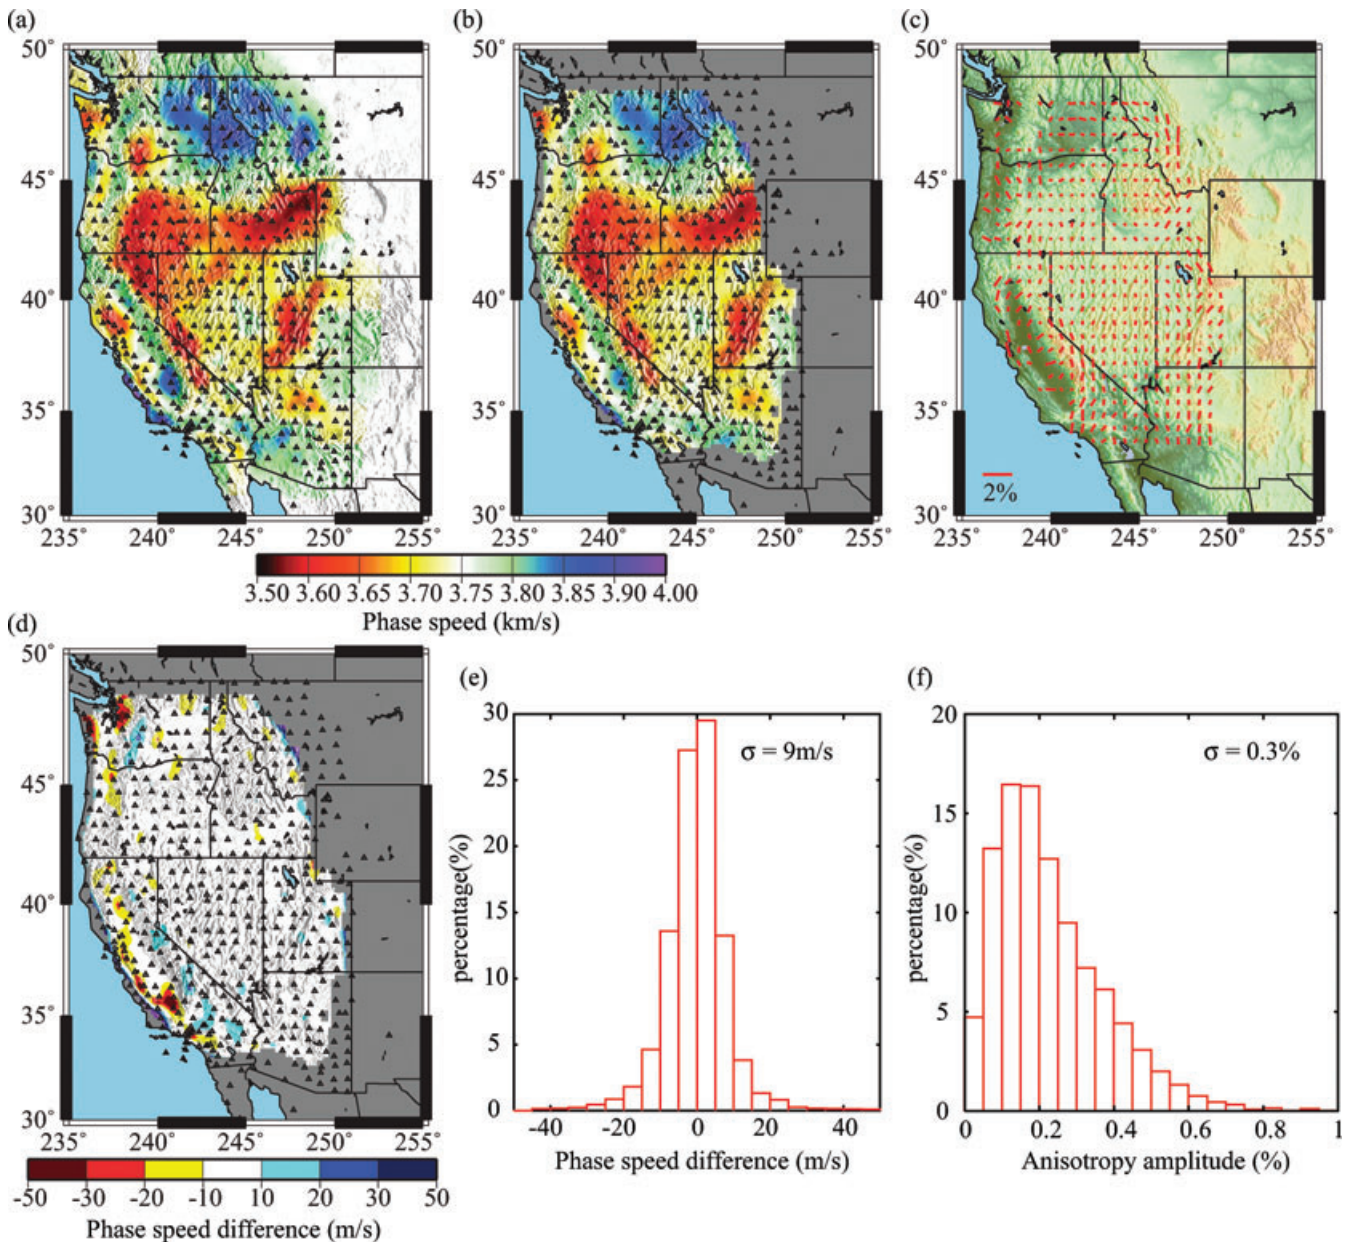 (a)
(b)
(c)
50° 50° 50°
45° 45° 45°
40° 40° 40°
35° 35° 35°
30° 30° 30°
2%
235° 240° 245° 250° 255° 235° 240° 245° 250° 255° 235° 240° 245° 250° 255°
3.50 3.60 3.65 3.70 3.75 3.80 3.85 3.90 4.00
Phase speed (km/s)
(d)
50°
45°
40°
35°
30°
235° 240° 245° 250° 255°
-50 -30 -20 -10 10 20 30 50
Phase speed difference (m/s)
(e)
30
25
20
15
10
5
0
percentage(%)
σ = 9m/s
-40 -20 0 20 40
Phase speed difference (m/s)
(f)
20
15
10
5
0
percentage(%)
σ = 0.3%
0 0.2 0.4 0.6 0.8 1
Anisotropy amplitude (%)